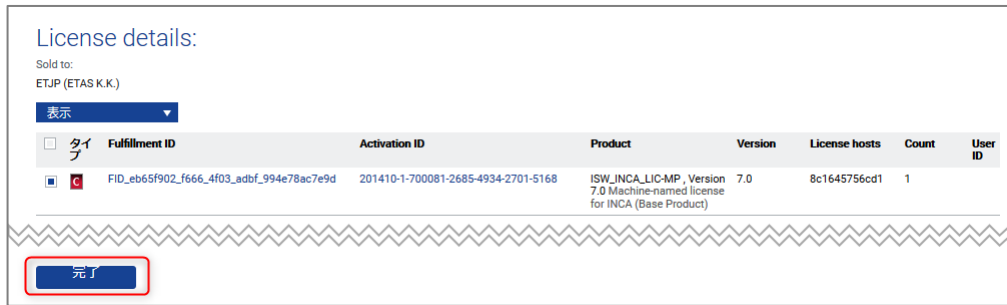 License details:
Sold to:
ETJP (ETAS K.K.)
表示
タイプ Fulfillment ID Activation ID Product Version License hosts Count User ID
C FID_eb65f902_f666_4f03_adbf_994e78ac7e9d 201410-1-700081-2685-4934-2701-5168 ISW_INCA_LIC-MP , Version 7.0 8c1645756cd1 1
7.0 Machine-named license
for INCA (Base Product)
完了